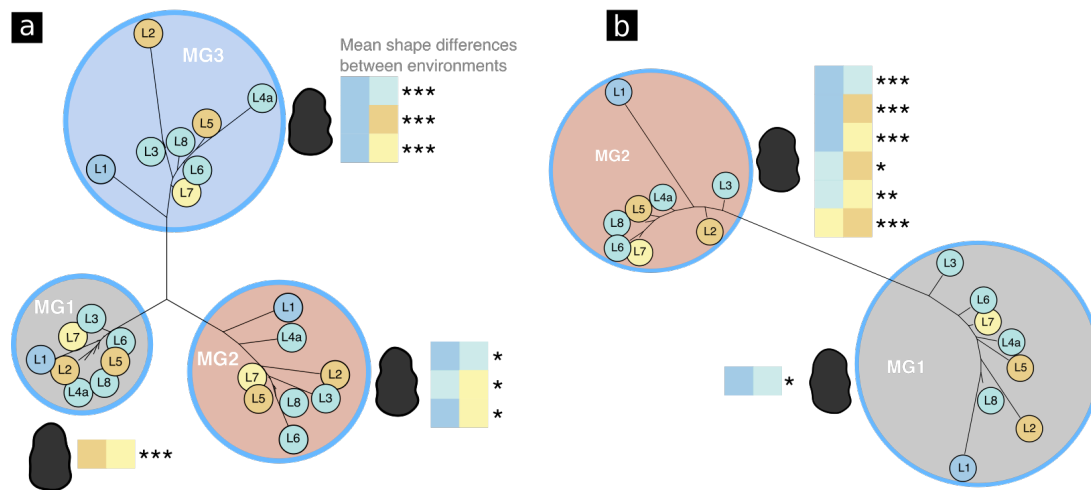 a
MG3
L2
L4a
L5
L8
L3
L6
L1
L7
Mean shape differences
between environments
***
***
***
MG1
L3
L7
L6
L1
L2
L5
L8
L4a
***
MG2
L1
L4a
L7
L2
L5
L8
L3
L6
*
*
*
b
MG2
L1
L3
L4a
L5
L8
L2
L6
L7
***
***
***
*
**
***
MG1
L3
L6
L7
L4a
L5
L8
L2
L1
*